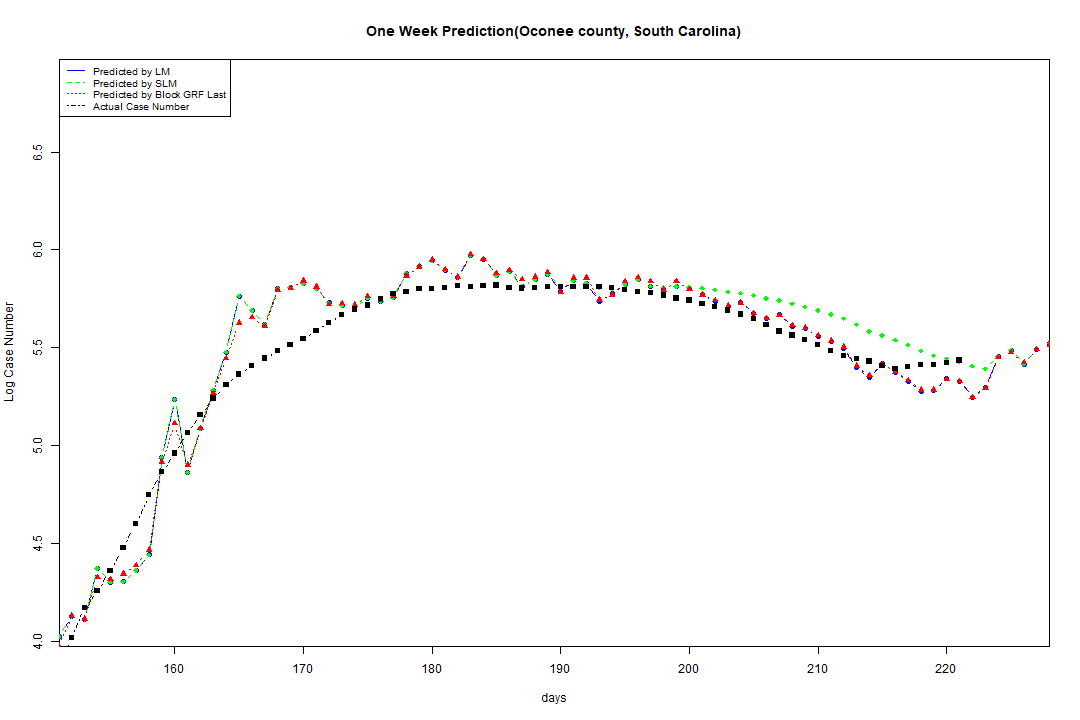 One Week Prediction(Oconee county, South Carolina)
Predicted by LM
Predicted by SLM
Predicted by Block GRF Last
Actual Case Number
Log Case Number
6.5
6.0
5.5
5.0
4.5
4.0
160 170 180 190 200 210 220
days